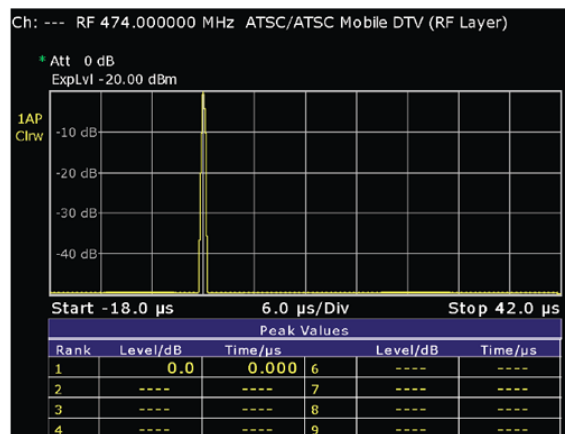 Ch: --- RF 474.000000 MHz ATSC/ATSC Mobile DTV (RF Layer)
* Att 0 dB
ExpLvl -20.00 dBm
1AP
Clrw
-10 dB
-20 dB
-30 dB
-40 dB
Start -18.0 µs 6.0 µs/Div Stop 42.0 µs
Peak Values
Rank Level/dB Time/µs Level/dB Time/µs
1 0.0 0.000 6 ---- ----
2 ---- ---- 7 ---- ----
3 ---- ---- 8 ---- ----
4 ---- ---- 9 ---- ----